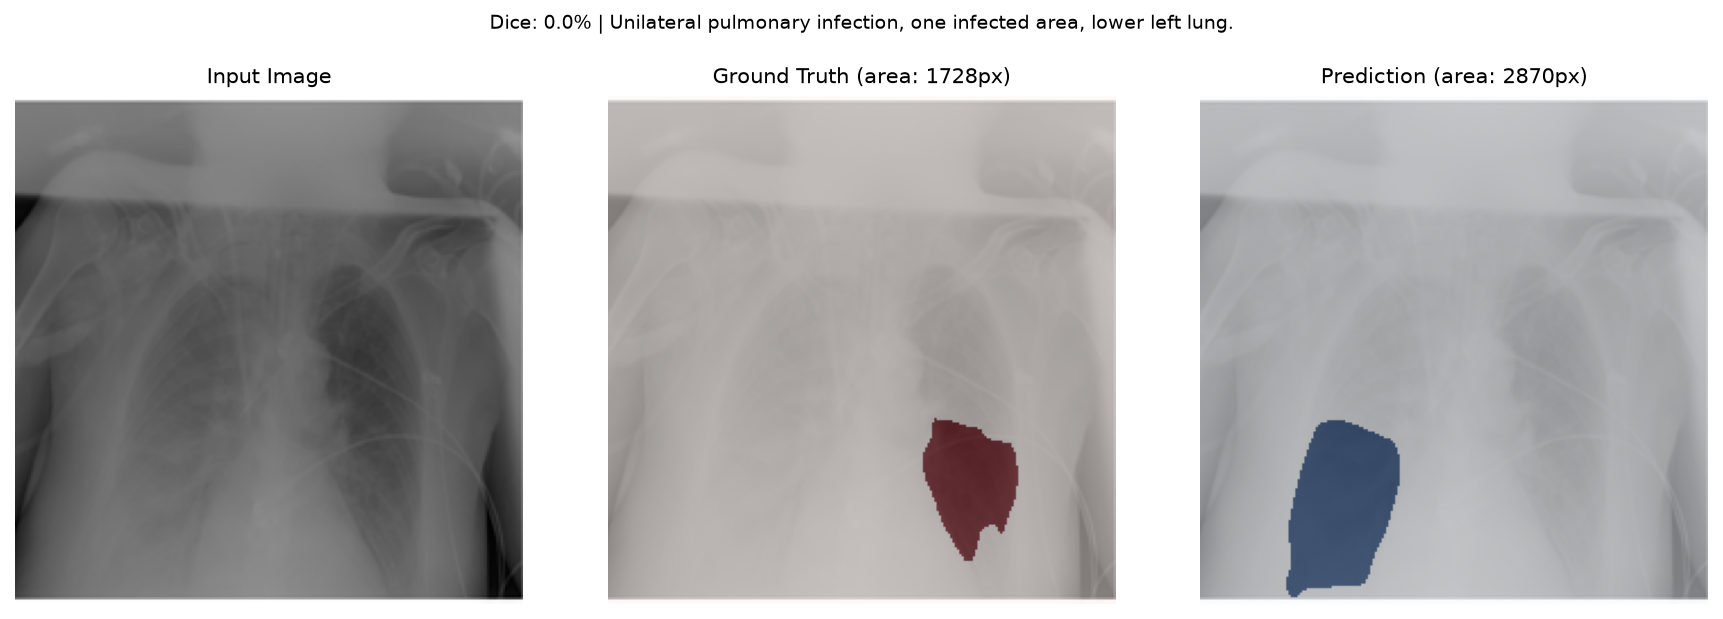 Dice: 0.0% | Unilateral pulmonary infection, one infected area, lower left lung.
Input Image
Ground Truth (area: 1728px)
Prediction (area: 2870px)